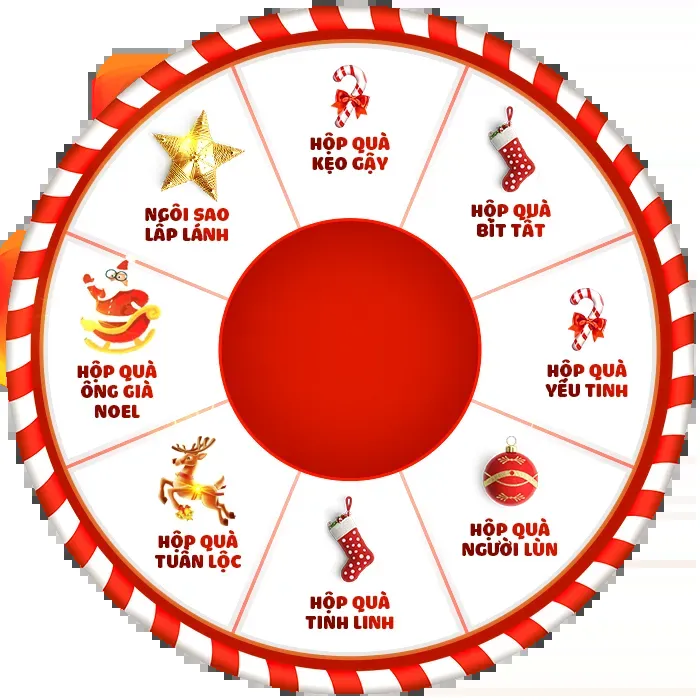 HỘP QUÀ
KẸO GẬY
HỘP QUÀ
BÍT TẤT
HỘP QUÀ
YÊU TINH
HỘP QUÀ
NGƯỜI LÙN
HỘP QUÀ
TINH LINH
HỘP QUÀ
TUẦN LỘC
HỘP QUÀ
ÔNG GIÀ
NOEL
NGÔI SAO
LẤP LÁNH